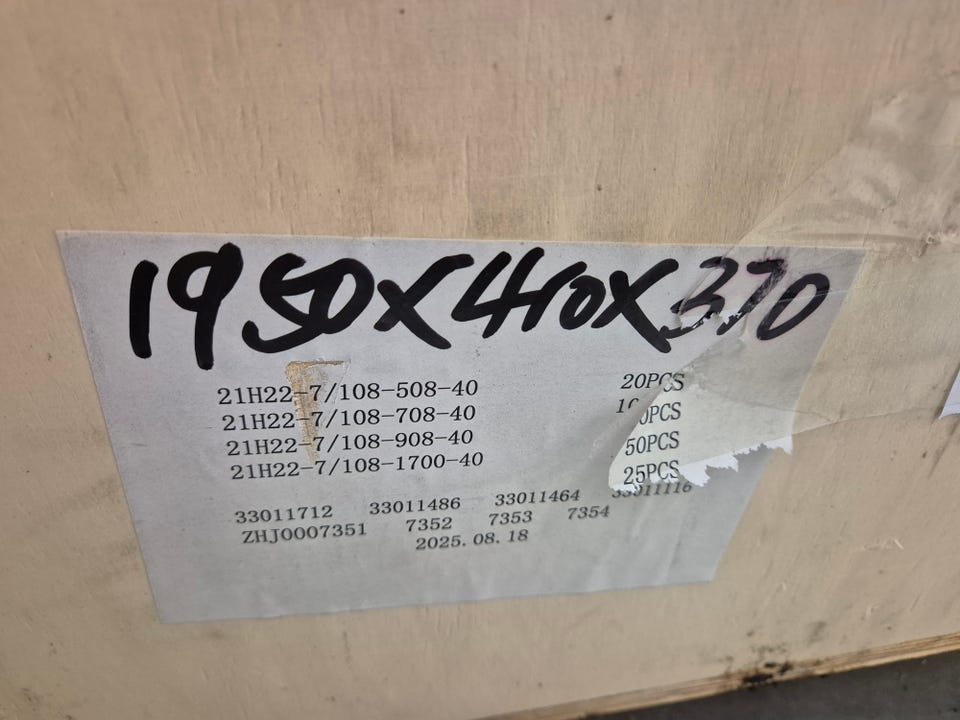 1950X410X370
21H22-7/108-508-40 20PCS
21H22-7/108-708-40
21H22-7/108-908-40 50PCS
21H22-7/108-1700-40 25PCS
33011712 33011486 33011464 33011116
ZHJ0007351 7352 7353 7354
2025.08.18